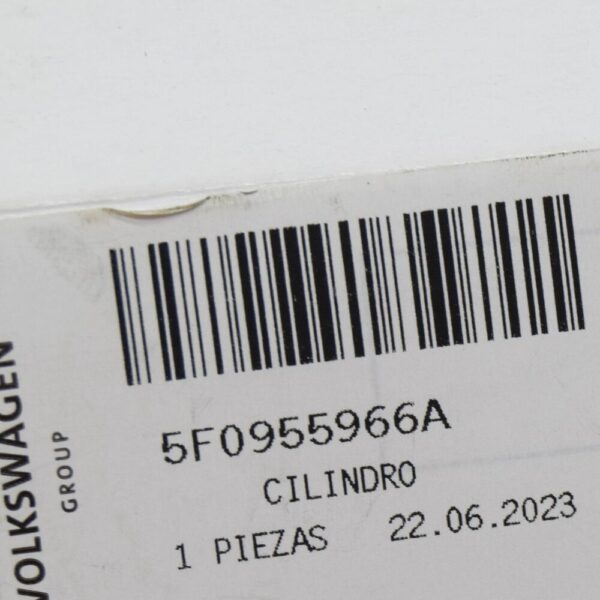 VOLKSWAGEN
GROUP
5F0955966A
CILINDRO
1 PIEZAS 22.06.2023